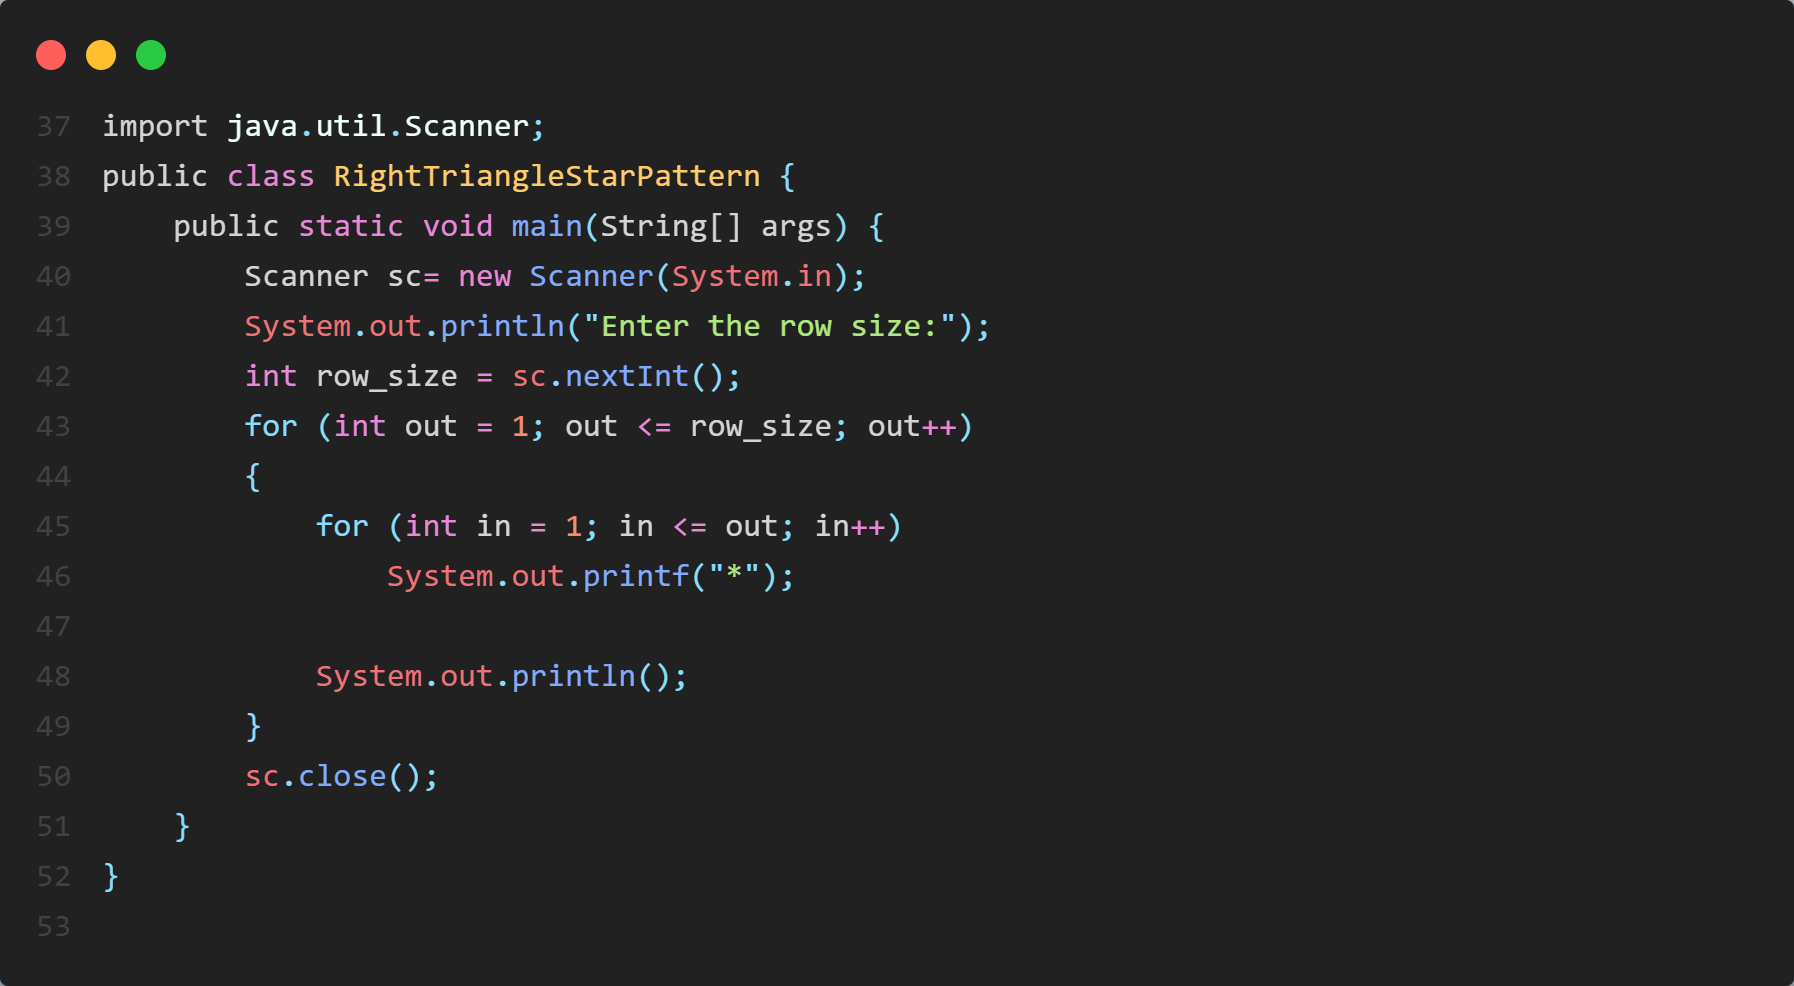 37 import java.util.Scanner;
38 public class RightTriangleStarPattern {
39     public static void main(String[] args) {
40         Scanner sc= new Scanner(System.in);
41         System.out.println("Enter the row size:");
42         int row_size = sc.nextInt();
43         for (int out = 1; out <= row_size; out++)
44         {
45             for (int in = 1; in <= out; in++)
46                 System.out.printf("*");
47
48             System.out.println();
49         }
50         sc.close();
51     }
52 }
53